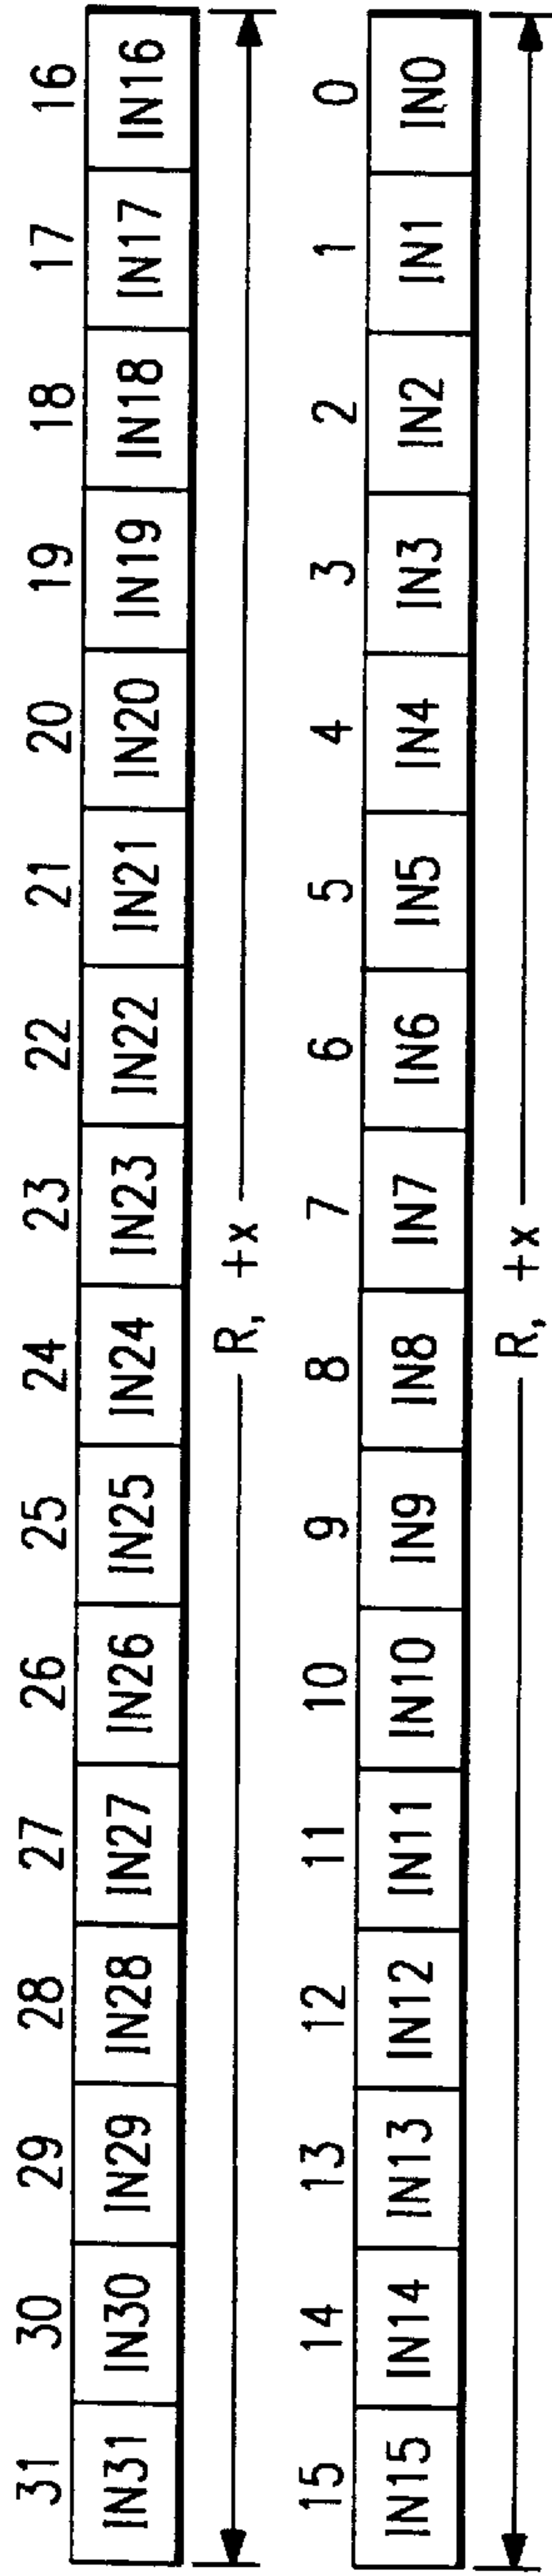 31 30 29 28 27 26 25 24 23 22 21 20 19 18 17 16
IN31 IN30 IN29 IN28 IN27 IN26 IN25 IN24 IN23 IN22 IN21 IN20 IN19 IN18 IN17 IN16
R, +x
15 14 13 12 11 10 9 8 7 6 5 4 3 2 1 0
IN15 IN14 IN13 IN12 IN11 IN10 IN9 IN8 IN7 IN6 IN5 IN4 IN3 IN2 IN1 IN0
R, +x